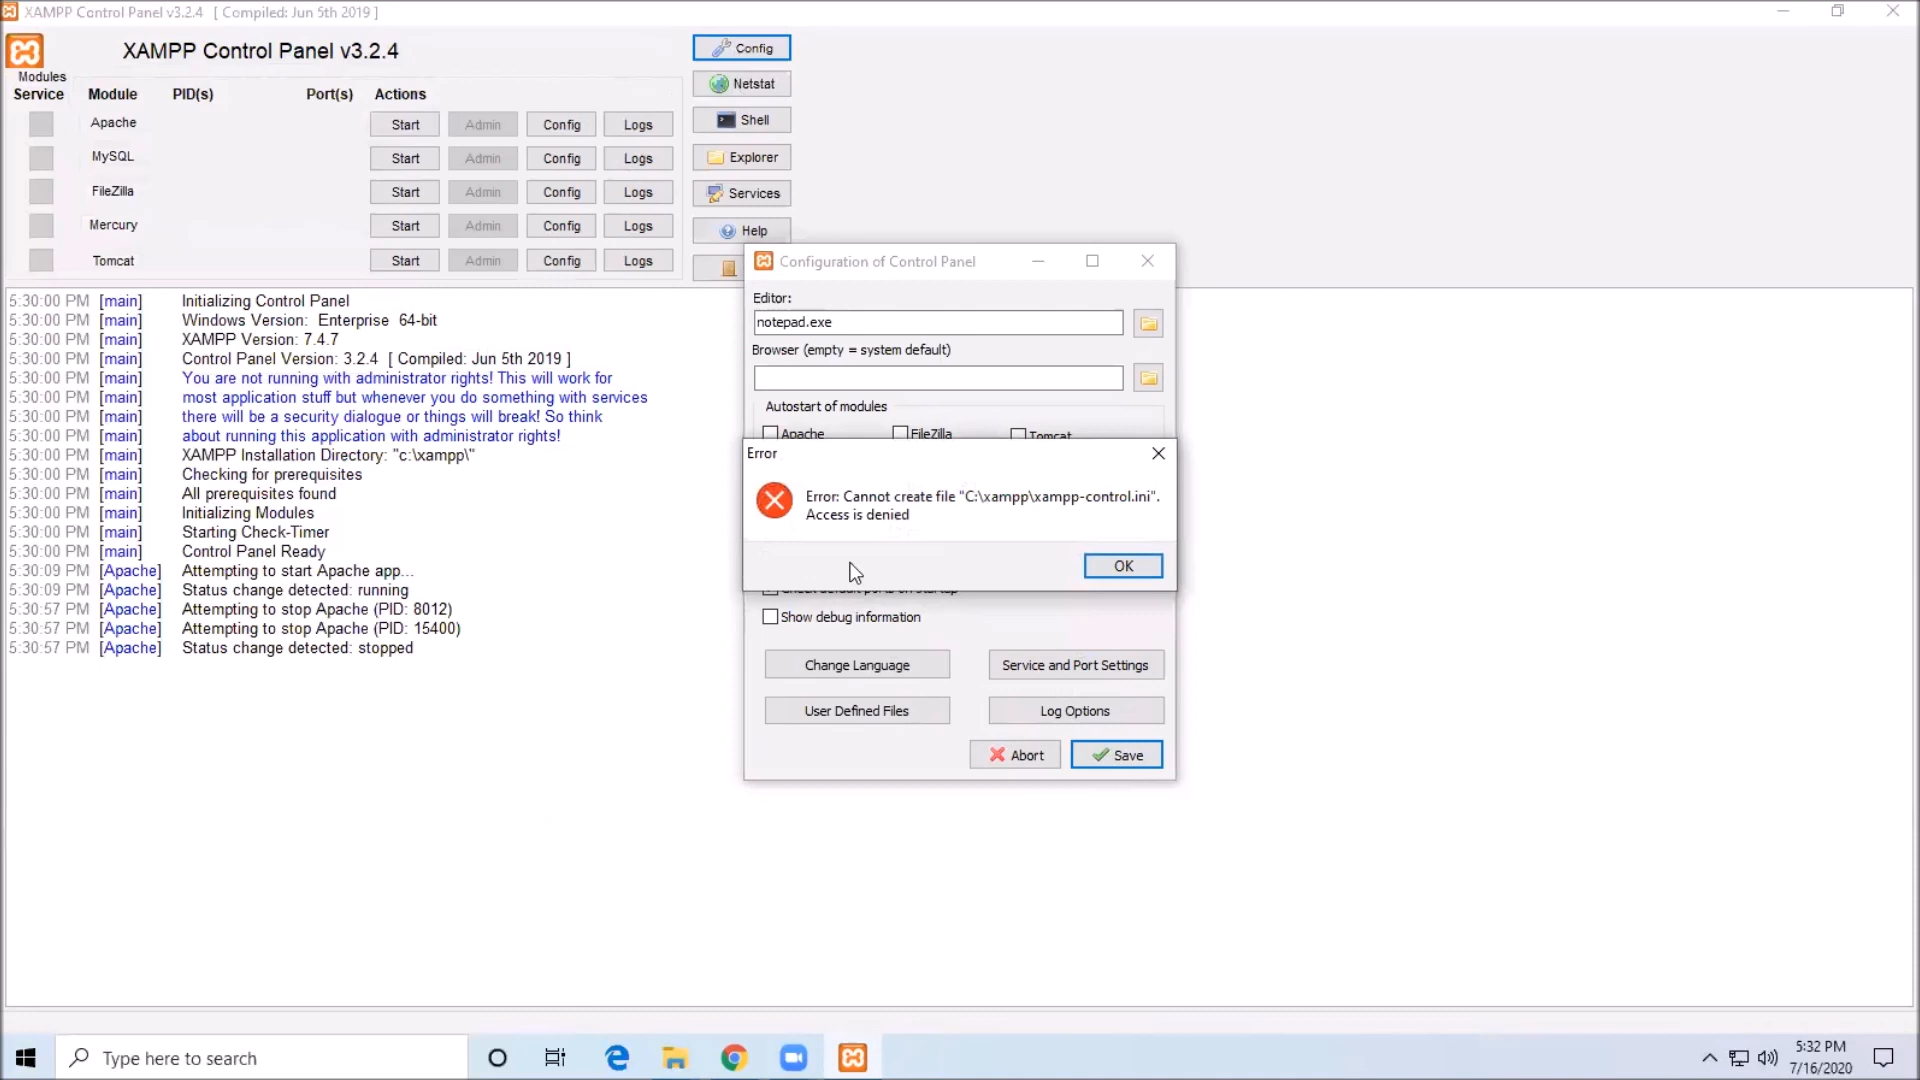 XAMPP Control Panel v3.2.4 [ Compiled: Jun 5th 2019 ]
XAMPP Control Panel v3.2.4
Config
Modules
Service Module PID(s) Port(s) Actions
Netstat
Apache Start Admin Config Logs
Shell
MySQL Start Admin Config Logs
Explorer
FileZilla Start Admin Config Logs
Services
Mercury Start Admin Config Logs
Help
Tomcat Start Admin Config Logs
5:30:00 PM [main] Initializing Control Panel
5:30:00 PM [main] Windows Version: Enterprise 64-bit
5:30:00 PM [main] XAMPP Version: 7.4.7
5:30:00 PM [main] Control Panel Version: 3.2.4 [ Compiled: Jun 5th 2019 ]
5:30:00 PM [main] You are not running with administrator rights! This will work for
5:30:00 PM [main] most application stuff but whenever you do something with services
5:30:00 PM [main] there will be a security dialogue or things will break! So think
5:30:00 PM [main] about running this application with administrator rights!
5:30:00 PM [main] XAMPP Installation Directory: "c:\xampp\"
5:30:00 PM [main] Checking for prerequisites
5:30:00 PM [main] All prerequisites found
5:30:00 PM [main] Initializing Modules
5:30:00 PM [main] Starting Check-Timer
5:30:00 PM [main] Control Panel Ready
5:30:09 PM [Apache] Attempting to start Apache app...
5:30:09 PM [Apache] Status change detected: running
5:30:57 PM [Apache] Attempting to stop Apache (PID: 8012)
5:30:57 PM [Apache] Attempting to stop Apache (PID: 15400)
5:30:57 PM [Apache] Status change detected: stopped
Configuration of Control Panel
Editor:
notepad.exe
Browser (empty = system default)
Autostart of modules
Apache FileZilla Tomcat
Error
Error: Cannot create file "C:\xampp\xampp-control.ini".
Access is denied
OK
Check default ports on startup
Show debug information
Change Language Service and Port Settings
User Defined Files Log Options
Abort Save
Type here to search
5:32 PM
7/16/2020